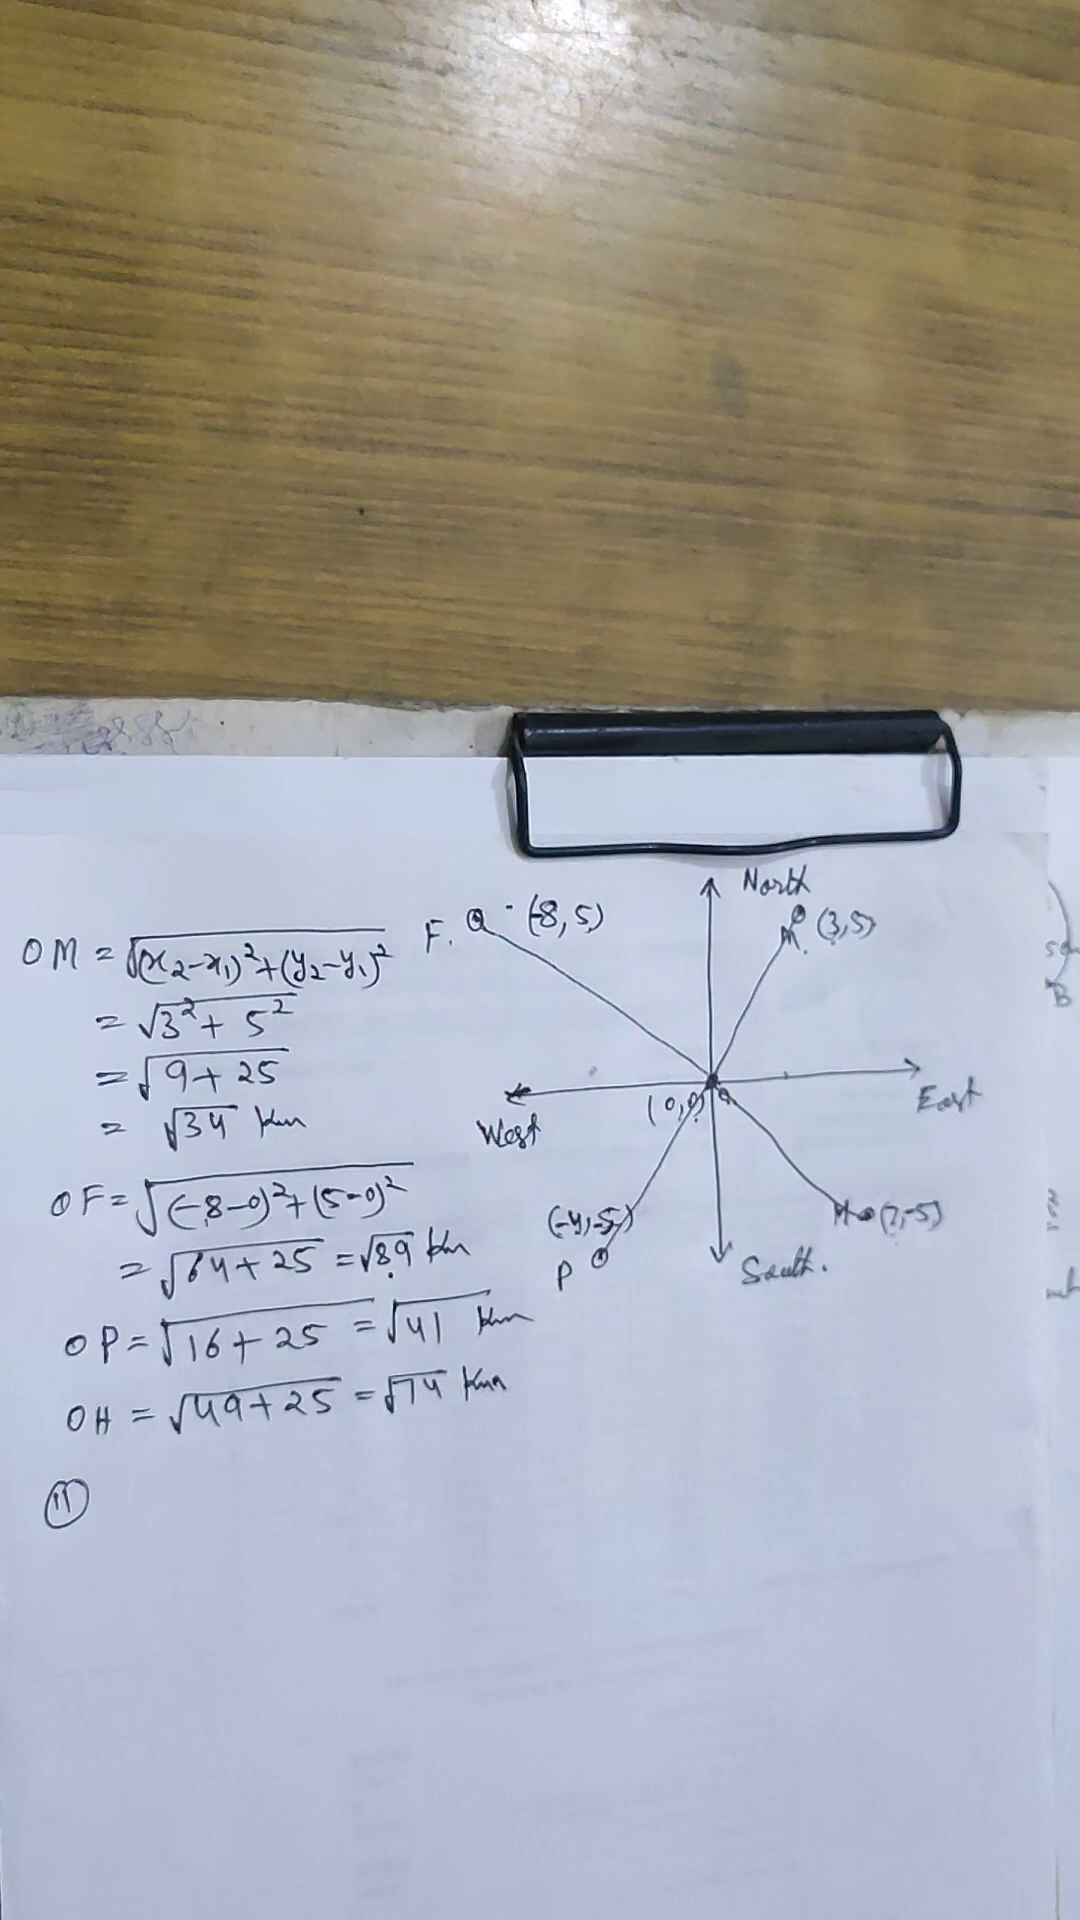 OM = √(x₂-x₁)²+(y₂-y₁)²
= √3²+ 5²
= √9+25
= √34 km
OF = √(-8-0)²+(5-0)²
= √64+25 = √89 km
OP = √16+25 = √41 km
OH = √49+25 = √74 km
11
North
F. (-8,5)
M (3,5)
West
(0,0)
East
(-4,-5)
P
H (7,-5)
South.
B